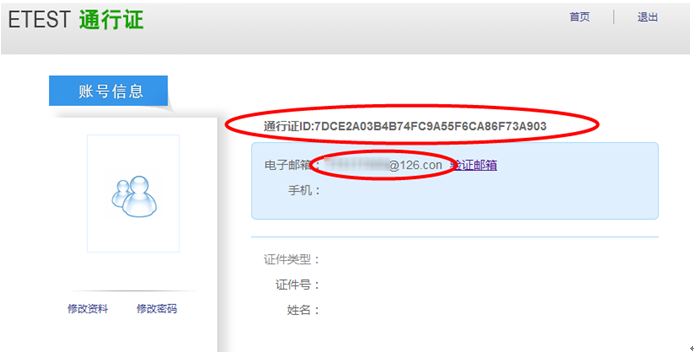 ETEST 通行证
首页 退出
账号信息
通行证ID:7DCE2A03B4B74FC9A55F6CA86F73A903
电子邮箱： @126.con 验证邮箱
手机：
证件类型：
证件号：
姓名：
修改资料 修改密码